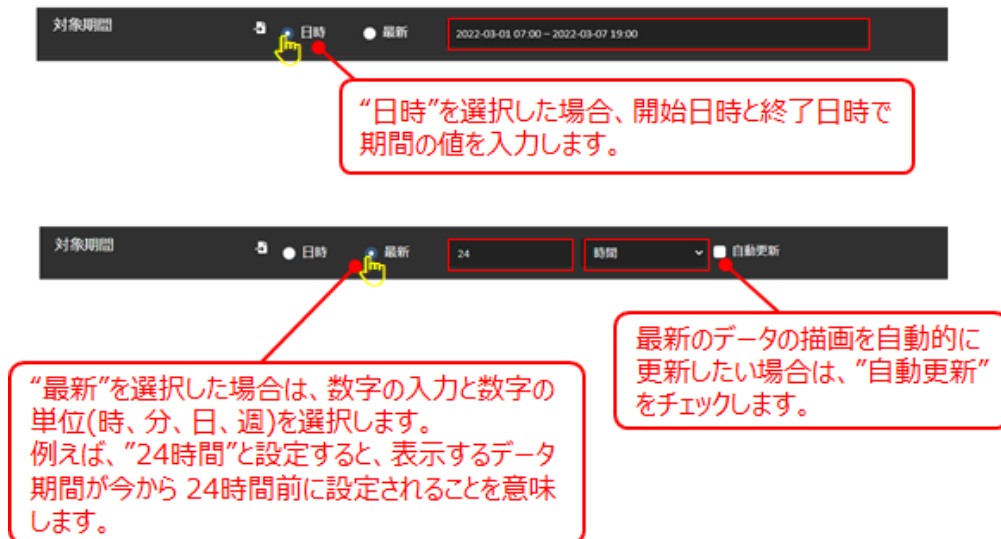 対象期間 日時 最新 2022-03-01 07:00 – 2022-03-07 19:00
“日時”を選択した場合、開始日時と終了日時で
期間の値を入力します。
対象期間 日時 最新 24 時間 自動更新
最新のデータの描画を自動的に
更新したい場合は、”自動更新”
をチェックします。
“最新”を選択した場合は、数字の入力と数字の
単位(時、分、日、週)を選択します。
例えば、”24時間”と設定すると、表示するデータ
期間が今から 24時間前に設定されることを意味
します。